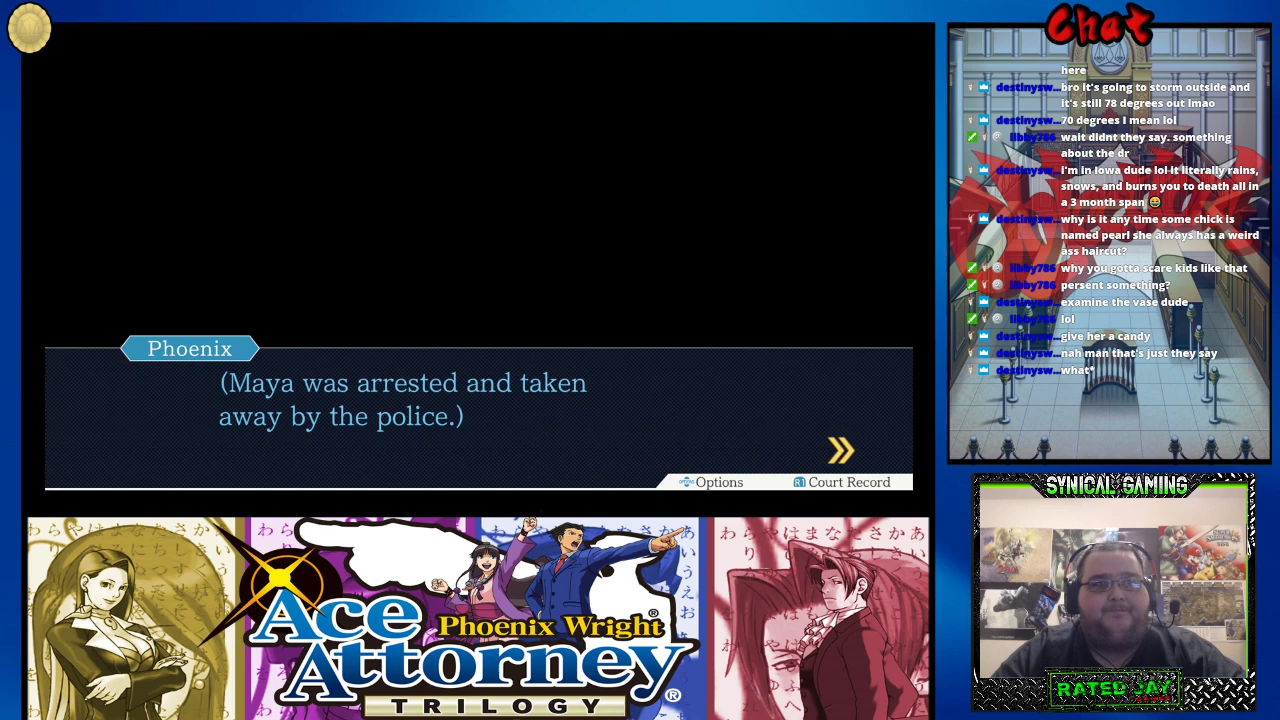 Chat
here
destinysw...bro it's going to storm outside and
it's still 78 degrees out lmao
destinysw...70 degrees I mean lol
libby786 wait didnt they say. something
about the dr
destinysw...i'm in iowa dude lol it literally rains,
snows, and burns you to death all in
a 3 month span
destinysw...why is it any time some chick is
named pearl she always has a weird
ass haircut?
libby786 why you gotta scare kids like that
libby786 persent something?
destinysw...examine the vase dude
libby786 lol
destinysw...give her a candy
destinysw...nah man that's just they say
destinysw...what*
Phoenix
(Maya was arrested and taken
away by the police.)
OPTIONS Options
R1 Court Record
Ace
Phoenix Wright®
Attorney®
TRILOGY
SYNICAL GAMING
RATED JAY